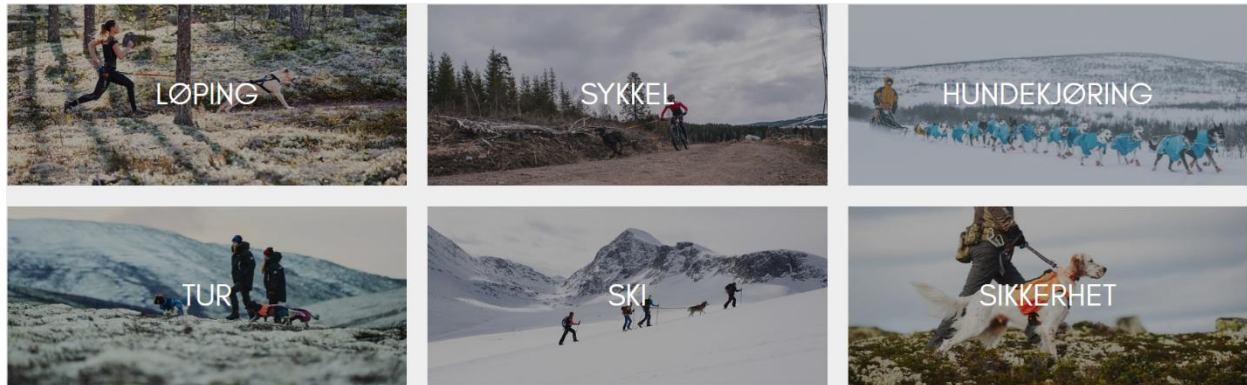 LØPING
SYKKEL
HUNDEKJØRING
TUR
SKI
SIKKERHET